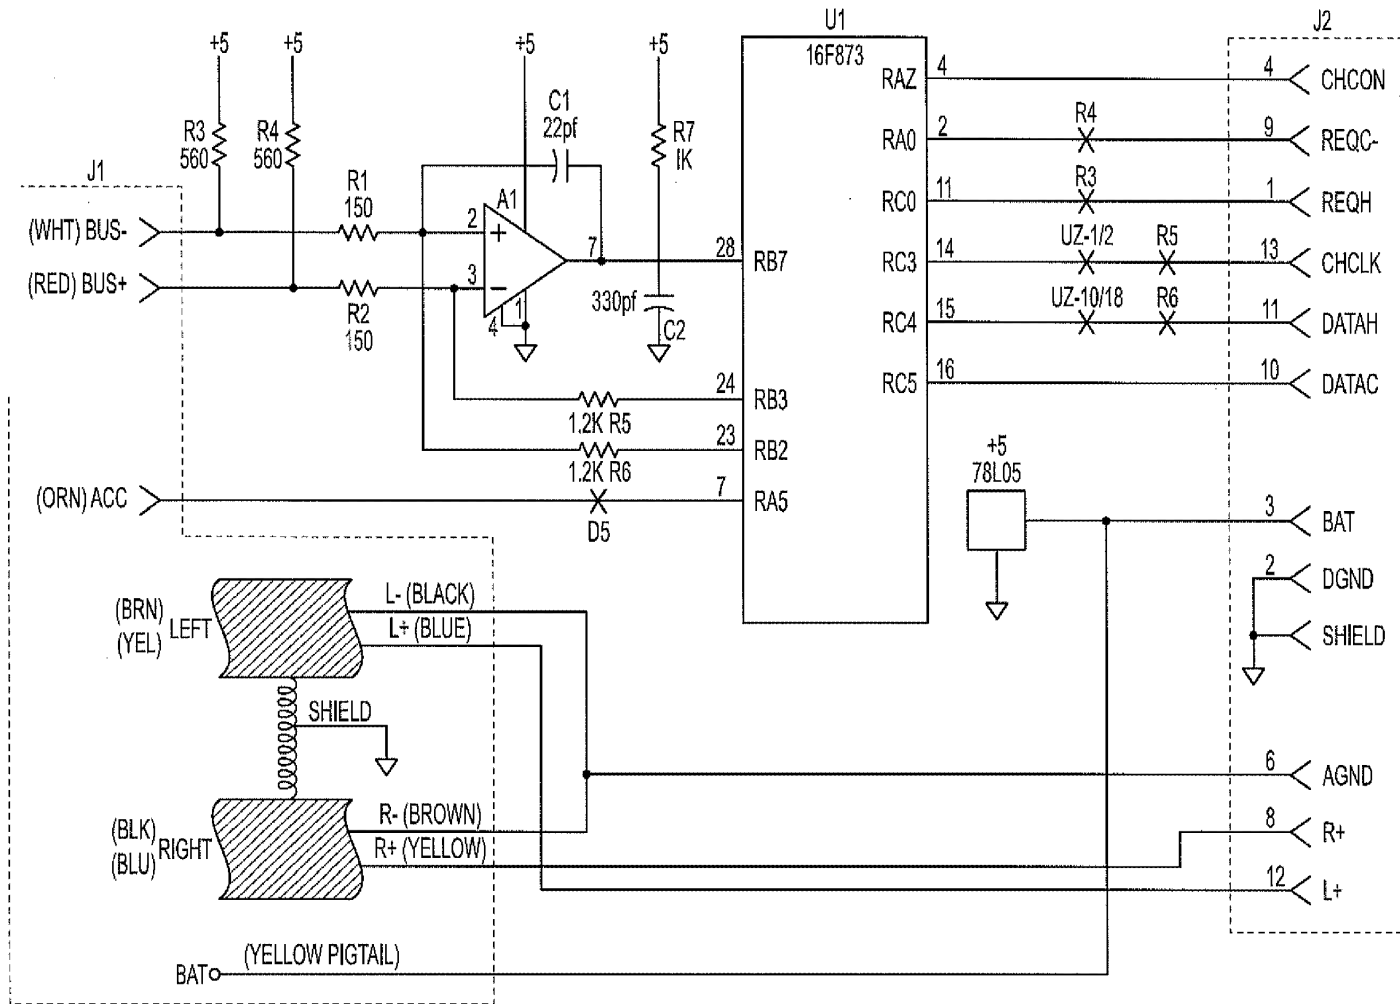 U1
16F873
J2
+5
+5
+5
+5
R3
560
R4
560
C1
22pf
R7
IK
J1
R1
150
A1
(WHT) BUS-
2
+
7
28
RB7
(RED) BUS+
3
-
R2
150
4
1
330pf
C2
24
RB3
1.2K R5
23
RB2
1.2K R6
(ORN) ACC
D5
7
RA5
RAZ
4
4
CHCON
RA0
2
R4
9
REQC-
RC0
11
R3
1
REQH
RC3
14
UZ-1/2
R5
13
CHCLK
RC4
15
UZ-10/18
R6
11
DATAH
RC5
16
10
DATAC
+5
78L05
3
BAT
2
DGND
SHIELD
(BRN)
(YEL)
LEFT
L- (BLACK)
L+ (BLUE)
SHIELD
6
AGND
(BLK)
(BLU)
RIGHT
R- (BROWN)
R+ (YELLOW)
8
R+
12
L+
BAT
(YELLOW PIGTAIL)